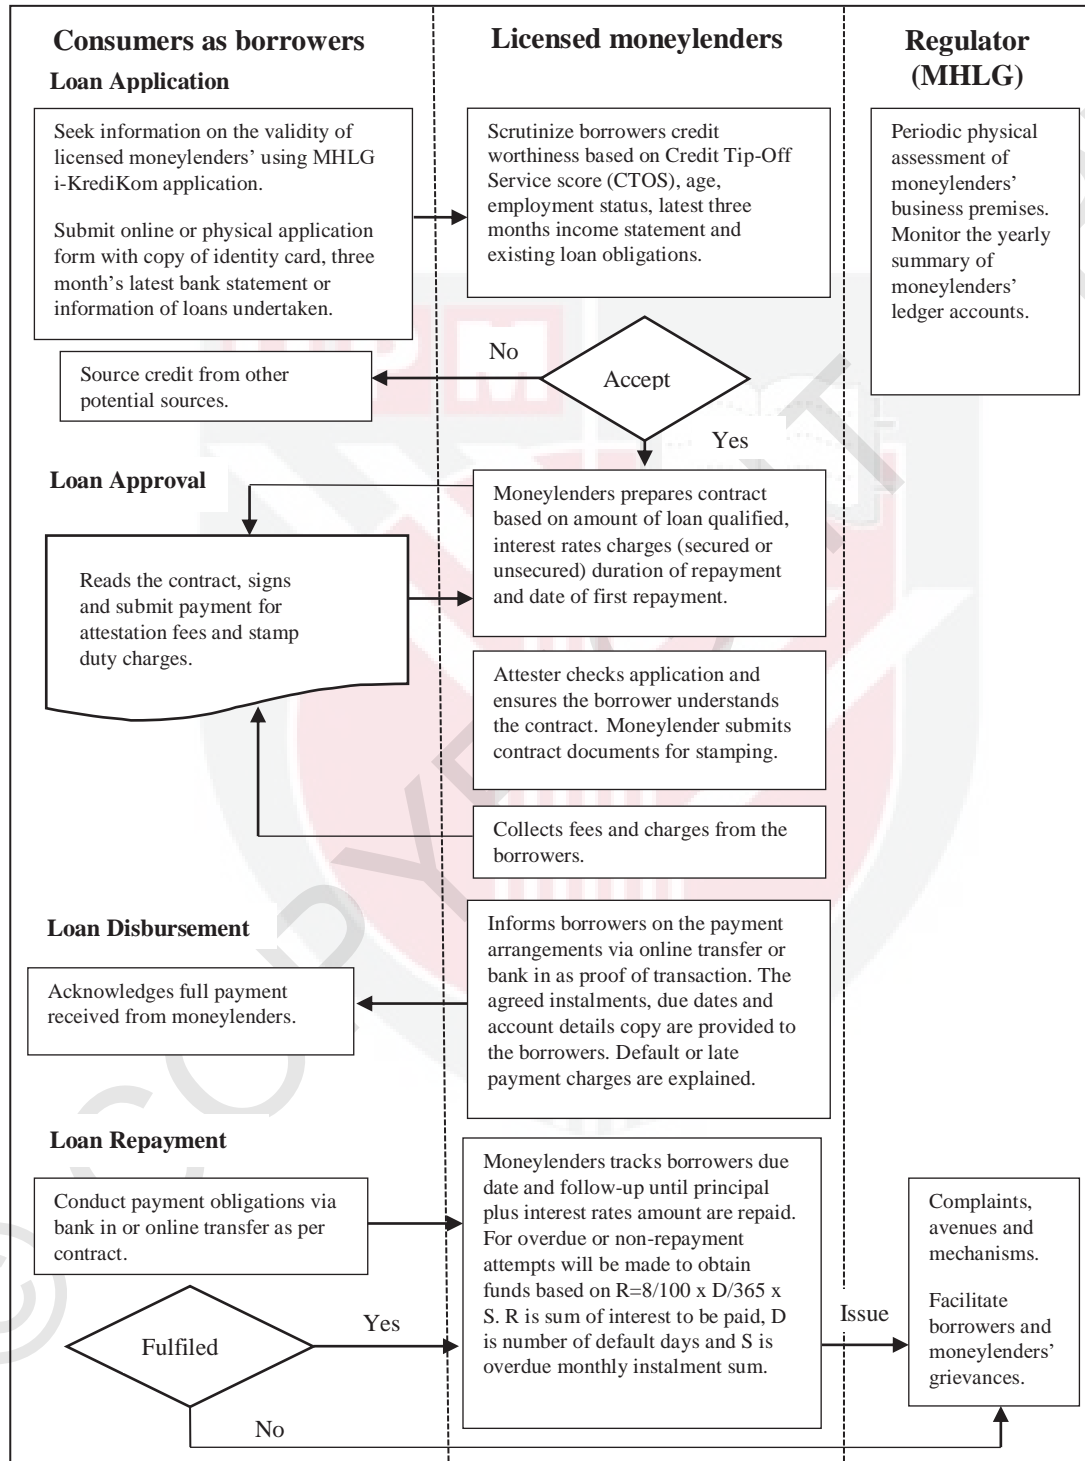 Consumers as borrowers
Licensed moneylenders
Regulator
(MHLG)
Loan Application
Seek information on the validity of
licensed moneylenders’ using MHLG
i-KrediKom application.
Submit online or physical application
form with copy of identity card, three
month’s latest bank statement or
information of loans undertaken.
Scrutinize borrowers credit
worthiness based on Credit Tip-Off
Service score (CTOS), age,
employment status, latest three
months income statement and
existing loan obligations.
Periodic physical
assessment of
moneylenders’
business premises.
Monitor the yearly
summary of
moneylenders’
ledger accounts.
No
Accept
Source credit from other
potential sources.
Yes
Loan Approval
Moneylenders prepares contract
based on amount of loan qualified,
interest rates charges (secured or
unsecured) duration of repayment
and date of first repayment.
Reads the contract, signs
and submit payment for
attestation fees and stamp
duty charges.
Attester checks application and
ensures the borrower understands
the contract. Moneylender submits
contract documents for stamping.
Collects fees and charges from the
borrowers.
Loan Disbursement
Informs borrowers on the payment
arrangements via online transfer or
bank in as proof of transaction. The
agreed instalments, due dates and
account details copy are provided to
the borrowers. Default or late
payment charges are explained.
Acknowledges full payment
received from moneylenders.
Loan Repayment
Conduct payment obligations via
bank in or online transfer as per
contract.
Moneylenders tracks borrowers due
date and follow-up until principal
plus interest rates amount are repaid.
For overdue or non-repayment
attempts will be made to obtain
funds based on R=8/100 x D/365 x
S. R is sum of interest to be paid, D
is number of default days and S is
overdue monthly instalment sum.
Complaints,
avenues and
mechanisms.
Facilitate
borrowers and
moneylenders’
grievances.
Issue
Yes
Fulfiled
No
© COPYRIGHT UPM